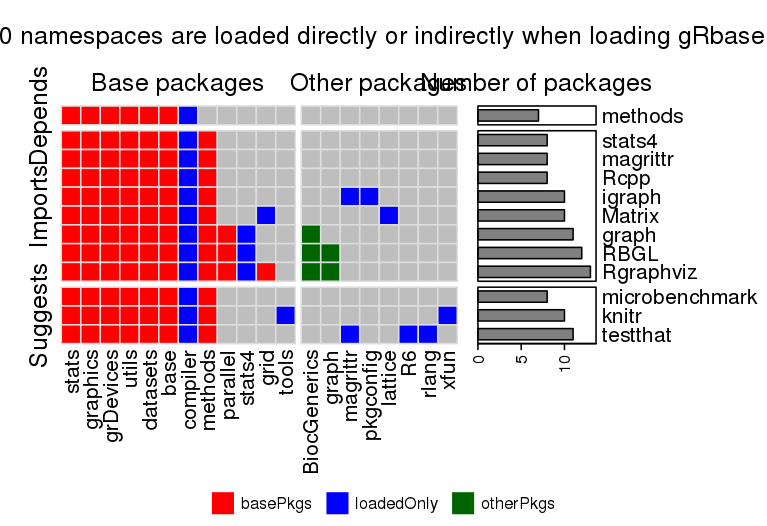 0 namespaces are loaded directly or indirectly when loading gRbase
Base packages
Other packages
Number of packages
Depends
Imports
Suggests
methods
stats4
magrittr
Rcpp
igraph
Matrix
graph
RBGL
Rgraphviz
microbenchmark
knitr
testthat
0
5
10
stats
graphics
grDevices
utils
datasets
base
compiler
methods
parallel
stats4
grid
tools
BiocGenerics
graph
magrittr
pkgconfig
lattice
R6
rlang
xfun
basePkgs
loadedOnly
otherPkgs